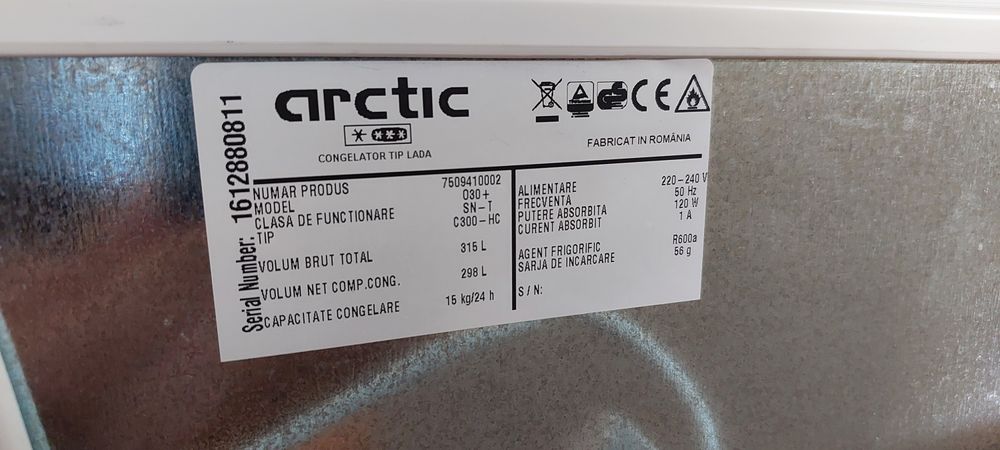 arctic
CONGELATOR TIP LADA
FABRICAT IN ROMÂNIA
Serial Number: 1612880811
NUMAR PRODUS 7509410002
MODEL O30+
CLASA DE FUNCTIONARE SN-T
TIP C300-HC
VOLUM BRUT TOTAL 315 L
VOLUM NET COMP.CONG. 298 L
CAPACITATE CONGELARE 15 kg/24 h
ALIMENTARE 220-240 V
FRECVENTA 50 Hz
PUTERE ABSORBITA 120 W
CURENT ABSORBIT 1 A
AGENT FRIGORIFIC R600a
SARJA DE INCARCARE 56 g
S / N: